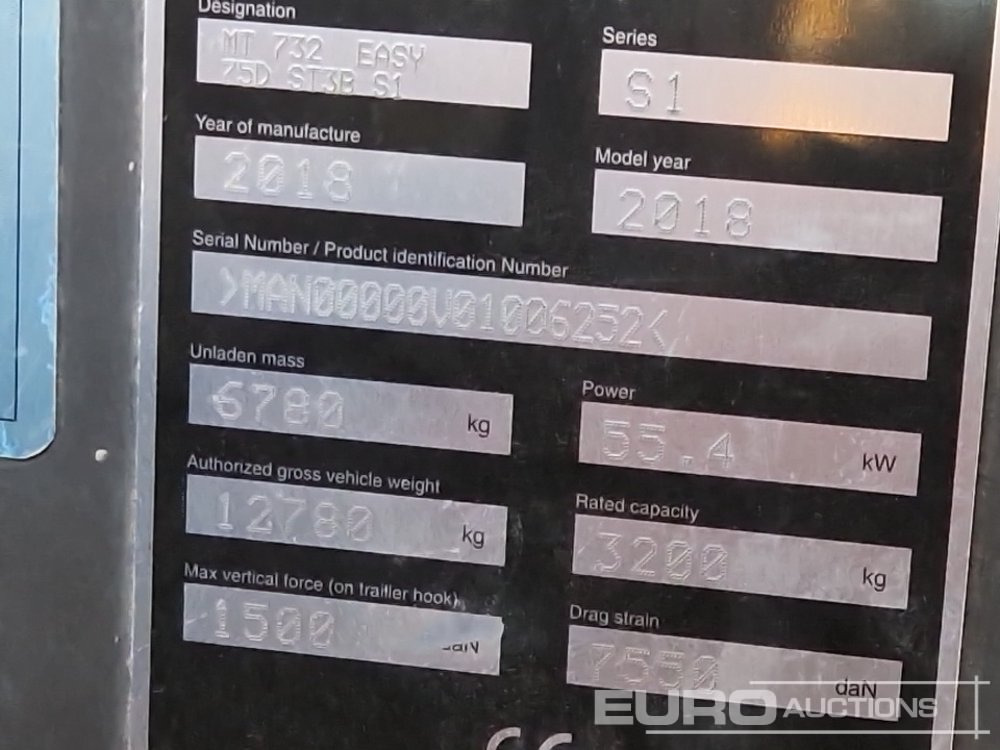 Designation
MT 732 EASY
75D ST3B S1
Series
S1
Year of manufacture
2018
Model year
2018
Serial Number / Product identification Number
>MAN00000V01006252<
Unladen mass
6780 kg
Power
55.4 kW
Authorized gross vehicle weight
12780 kg
Rated capacity
3200 kg
Max vertical force (on trailler hook)
1500 daN
Drag strain
7550 daN
CE
EURO AUCTIONS